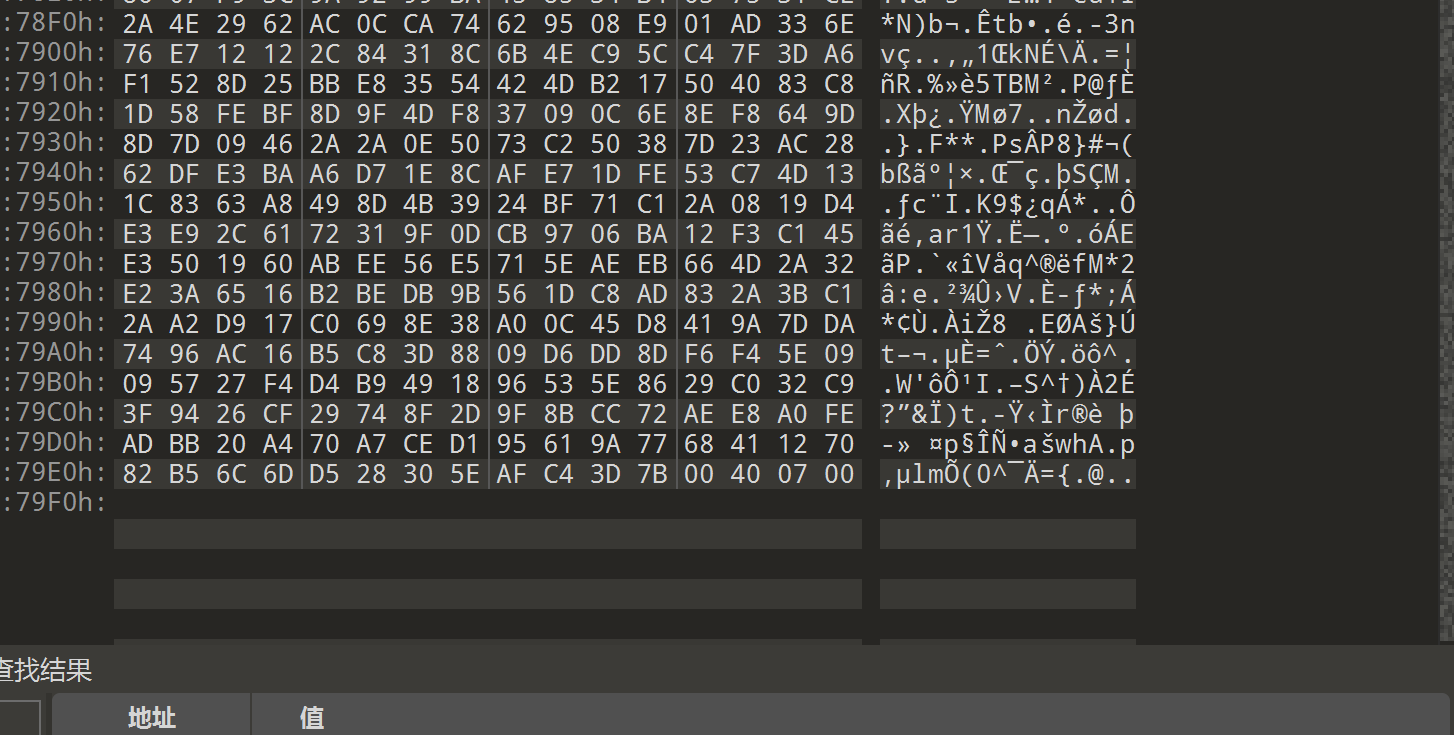 :78F0h: 2A 4E 29 62 AC 0C CA 74 62 95 08 E9 01 AD 33 6E *N)b¬.Êtb•.é.-3n
:7900h: 76 E7 12 12 2C 84 31 8C 6B 4E C9 5C C4 7F 3D A6 vç..,„1ŒkNÉ\Ä.=¦
:7910h: F1 52 8D 25 BB E8 35 54 42 4D B2 17 50 40 83 C8 ñR.%»è5TBM².P@ƒÈ
:7920h: 1D 58 FE BF 8D 9F 4D F8 37 09 0C 6E 8E F8 64 9D .Xþ¿.ŸMø7..nŽød.
:7930h: 8D 7D 09 46 2A 2A 0E 50 73 C2 50 38 7D 23 AC 28 .}.F**.PsÂP8}#¬(
:7940h: 62 DF E3 BA A6 D7 1E 8C AF E7 1D FE 53 C7 4D 13 bßãº¦×.Œ¯ç.þSÇM.
:7950h: 1C 83 63 A8 49 8D 4B 39 24 BF 71 C1 2A 08 19 D4 .ƒc¨I.K9$¿qÁ*..Ô
:7960h: E3 E9 2C 61 72 31 9F 0D CB 97 06 BA 12 F3 C1 45 ãé,ar1Ÿ.Ë—.º.óÁE
:7970h: E3 50 19 60 AB EE 56 E5 71 5E AE EB 66 4D 2A 32 ãP.`«îVåq^®ëfM*2
:7980h: E2 3A 65 16 B2 BE DB 9B 56 1D C8 AD 83 2A 3B C1 â:e.²¾Û›V.È-ƒ*;Á
:7990h: 2A A2 D9 17 C0 69 8E 38 A0 0C 45 D8 41 9A 7D DA *¢Ù.ÀiŽ8 .EØAš}Ú
:79A0h: 74 96 AC 16 B5 C8 3D 88 09 D6 DD 8D F6 F4 5E 09 t–¬.µÈ=ˆ.ÖÝ.öô^.
:79B0h: 09 57 27 F4 D4 B9 49 18 96 53 5E 86 29 C0 32 C9 .W'ôÔ¹I.–S^†)À2É
:79C0h: 3F 94 26 CF 29 74 8F 2D 9F 8B CC 72 AE E8 A0 FE ?”&Ï)t.-Ÿ‹Ìr®è þ
:79D0h: AD BB 20 A4 70 A7 CE D1 95 61 9A 77 68 41 12 70 -» ¤p§ÎÑ•ašwhA.p
:79E0h: 82 B5 6C 6D D5 28 30 5E AF C4 3D 7B 00 40 07 00 ‚µlmÕ(0^¯Ä={.@..
:79F0h:
查找结果
地址 值